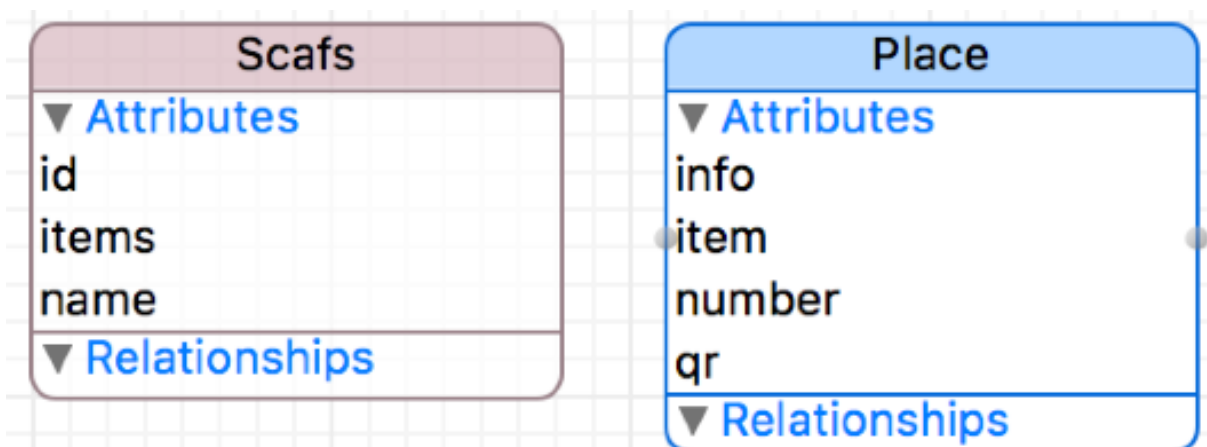 Scafs
▼ Attributes
id
items
name
▼ Relationships
Place
▼ Attributes
info
item
number
qr
▼ Relationships